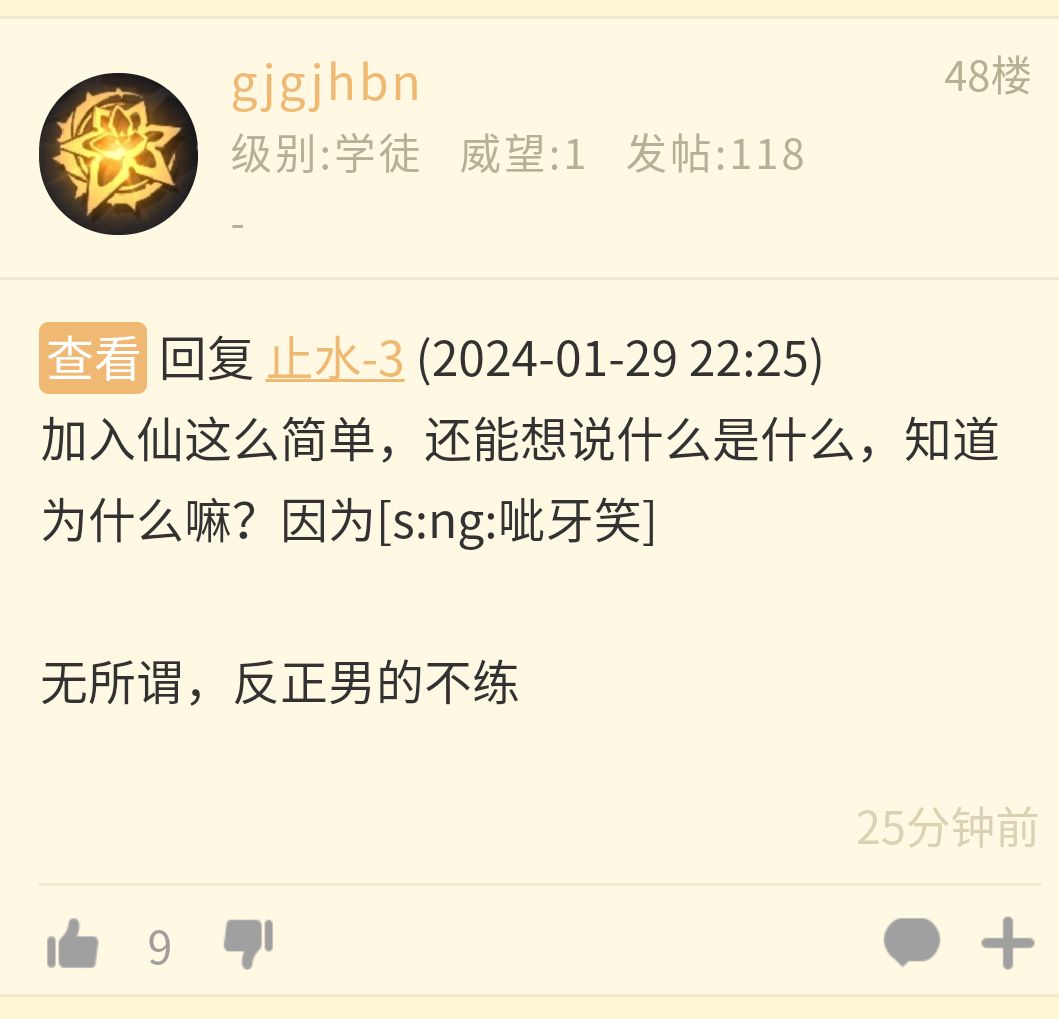 gjgjhbn
48楼
级别:学徒 威望:1 发帖:118
-
查看 回复 止水-3 (2024-01-29 22:25)
加入仙这么简单，还能想说什么是什么，知道
为什么嘛？因为[s:ng:呲牙笑]
无所谓，反正男的不练
25分钟前
9